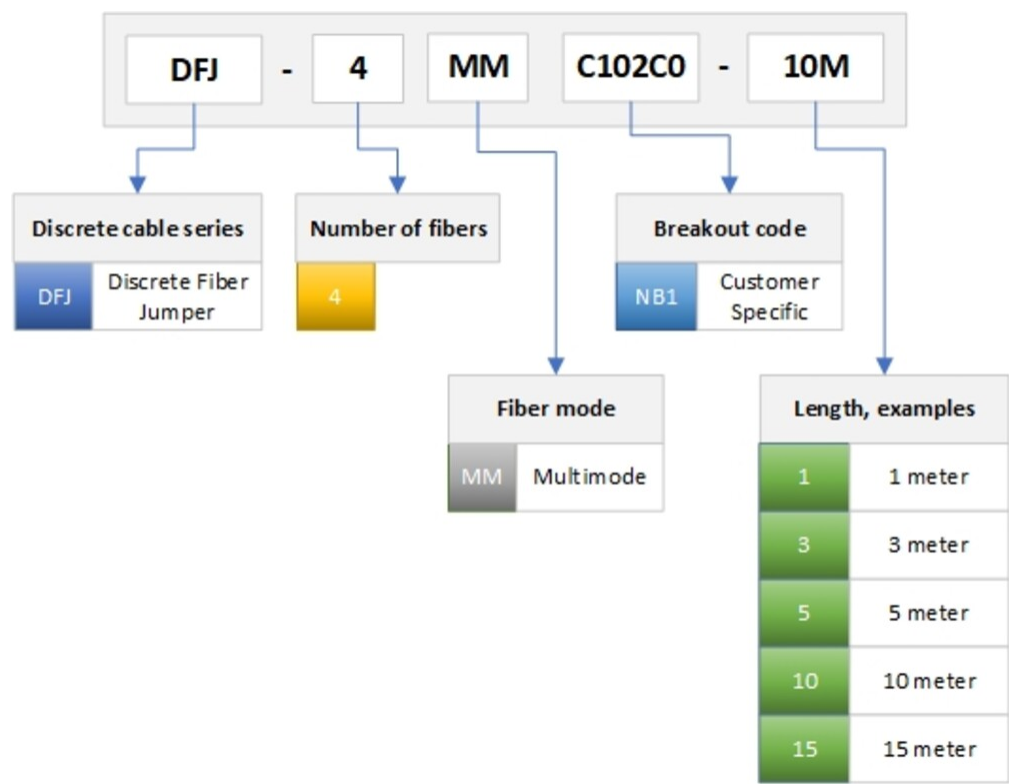 DFJ - 4 MM C102C0 - 10M
Discrete cable series
DFJ Discrete Fiber
Jumper
Number of fibers
4
Breakout code
NB1 Customer
Specific
Fiber mode
MM Multimode
Length, examples
1 1 meter
3 3 meter
5 5 meter
10 10 meter
15 15 meter